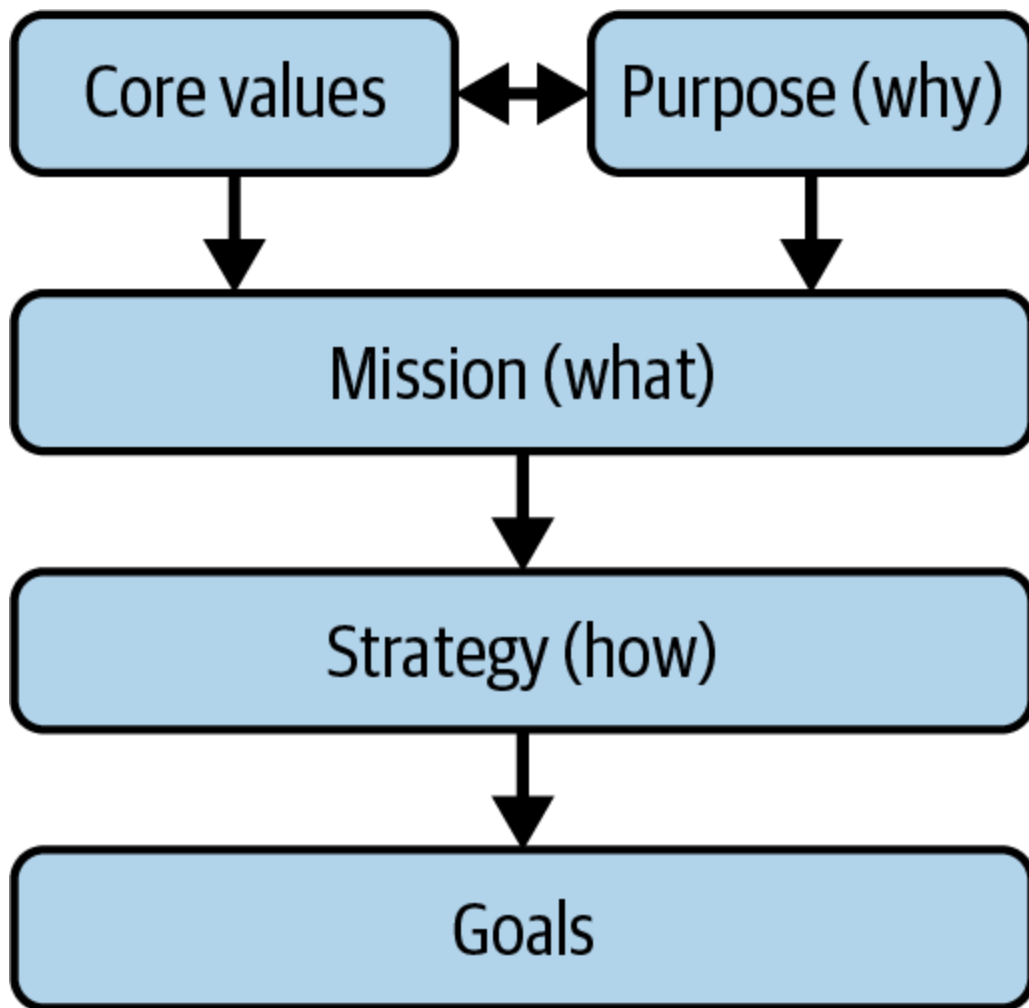 Core values
Purpose (why)
Mission (what)
Strategy (how)
Goals